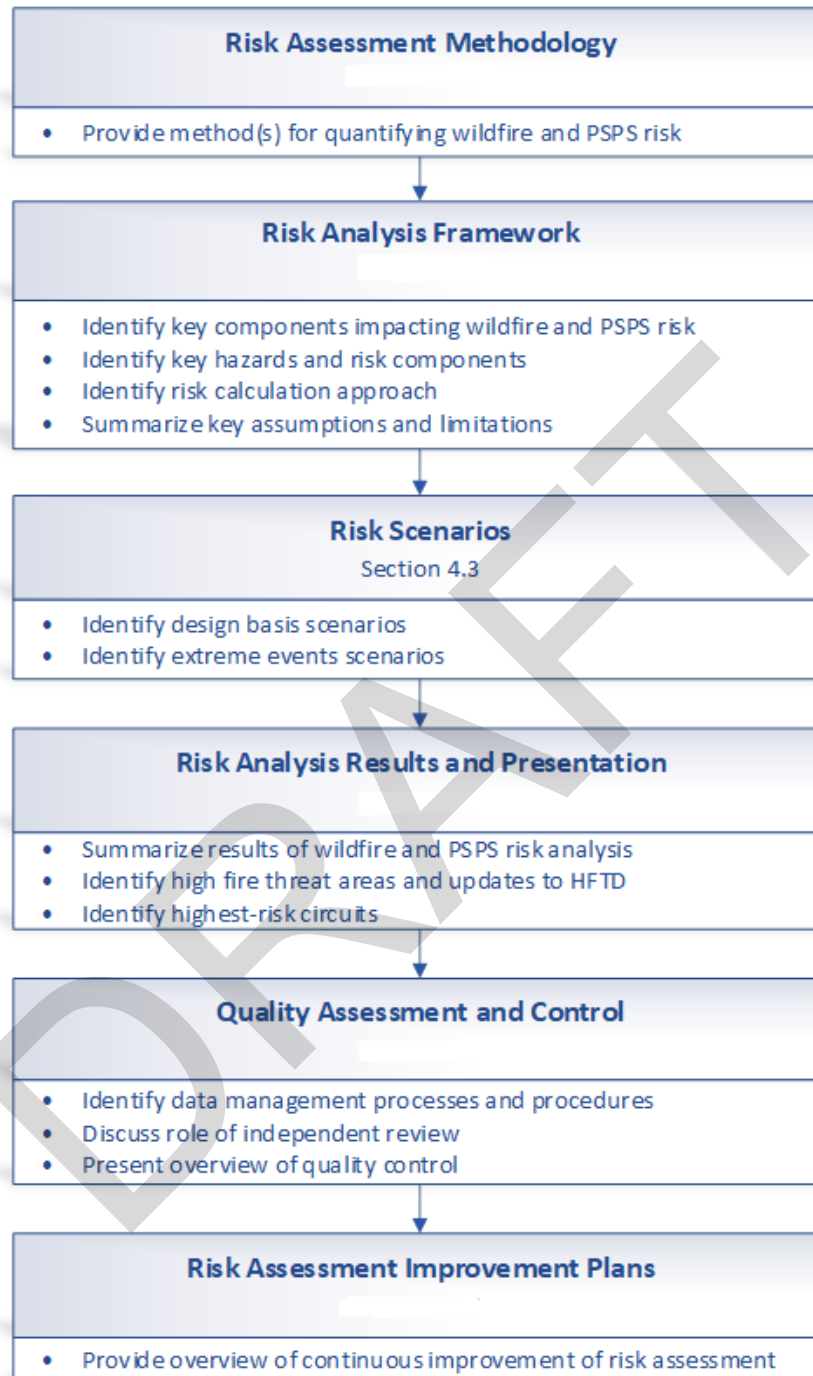 Risk Assessment Methodology
• Provide method(s) for quantifying wildfire and PSPS risk
Risk Analysis Framework
• Identify key components impacting wildfire and PSPS risk
• Identify key hazards and risk components
• Identify risk calculation approach
• Summarize key assumptions and limitations
Risk Scenarios
Section 4.3
• Identify design basis scenarios
• Identify extreme events scenarios
Risk Analysis Results and Presentation
• Summarize results of wildfire and PSPS risk analysis
• Identify high fire threat areas and updates to HFTD
• Identify highest-risk circuits
Quality Assessment and Control
• Identify data management processes and procedures
• Discuss role of independent review
• Present overview of quality control
Risk Assessment Improvement Plans
• Provide overview of continuous improvement of risk assessment
DRAFT